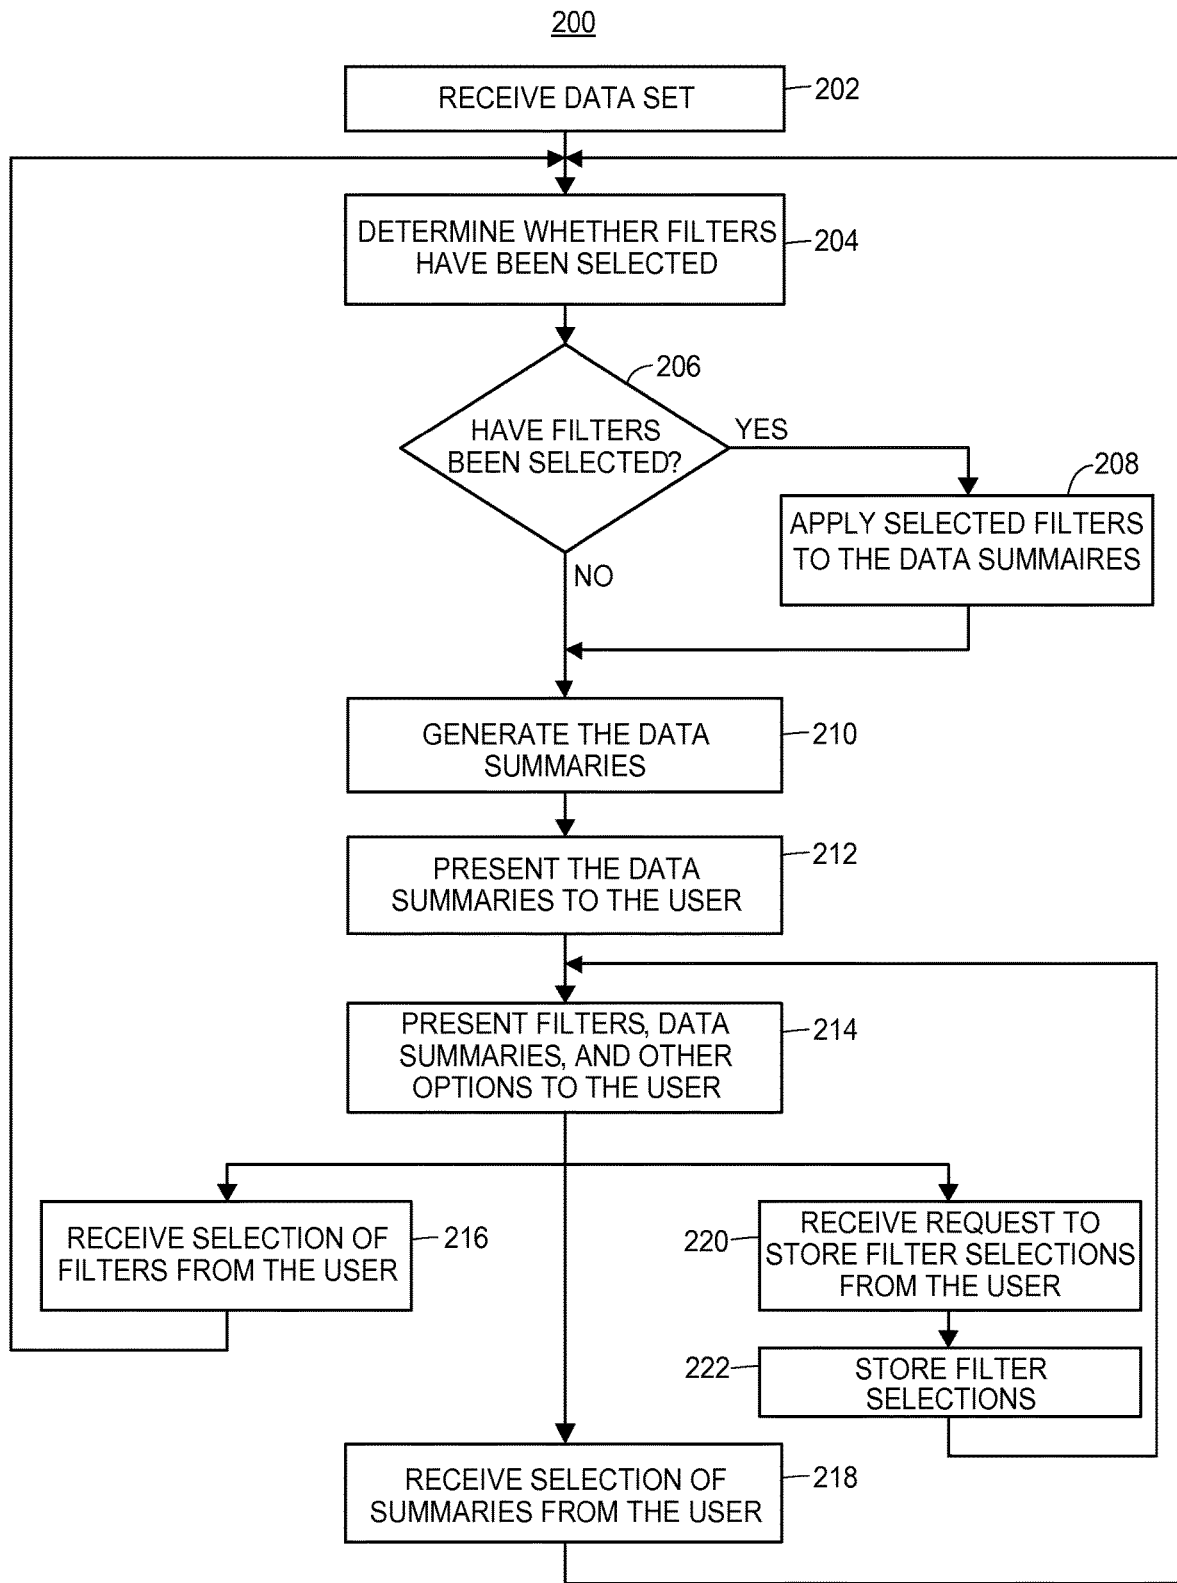 200
RECEIVE DATA SET
202
DETERMINE WHETHER FILTERS
HAVE BEEN SELECTED
204
206
HAVE FILTERS
BEEN SELECTED?
YES
208
APPLY SELECTED FILTERS
TO THE DATA SUMMAIRES
NO
GENERATE THE DATA
SUMMARIES
210
PRESENT THE DATA
SUMMARIES TO THE USER
212
PRESENT FILTERS, DATA
SUMMARIES, AND OTHER
OPTIONS TO THE USER
214
RECEIVE SELECTION OF
FILTERS FROM THE USER
216
220
RECEIVE REQUEST TO
STORE FILTER SELECTIONS
FROM THE USER
222
STORE FILTER
SELECTIONS
RECEIVE SELECTION OF
SUMMARIES FROM THE USER
218